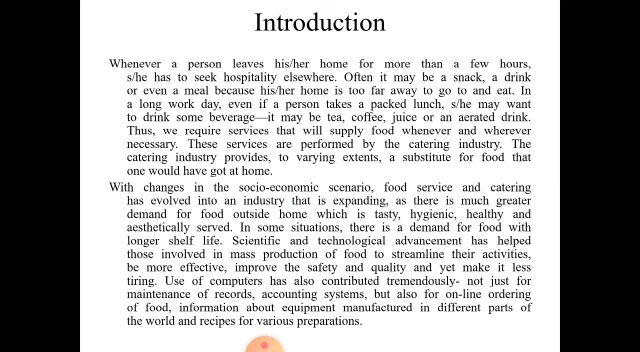 Introduction
Whenever a person leaves his/her home for more than a few hours,
s/he has to seek hospitality elsewhere. Often it may be a snack, a drink
or even a meal because his/her home is too far away to go to and eat. In
a long work day, even if a person takes a packed lunch, s/he may want
to drink some beverage—it may be tea, coffee, juice or an aerated drink.
Thus, we require services that will supply food whenever and wherever
necessary. These services are performed by the catering industry. The
catering industry provides, to varying extents, a substitute for food that
one would have got at home.
With changes in the socio-economic scenario, food service and catering
has evolved into an industry that is expanding, as there is much greater
demand for food outside home which is tasty, hygienic, healthy and
aesthetically served. In some situations, there is a demand for food with
longer shelf life. Scientific and technological advancement has helped
those involved in mass production of food to streamline their activities,
be more effective, improve the safety and quality and yet make it less
tiring. Use of computers has also contributed tremendously- not just for
maintenance of records, accounting systems, but also for on-line ordering
of food, information about equipment manufactured in different parts of
the world and recipes for various preparations.